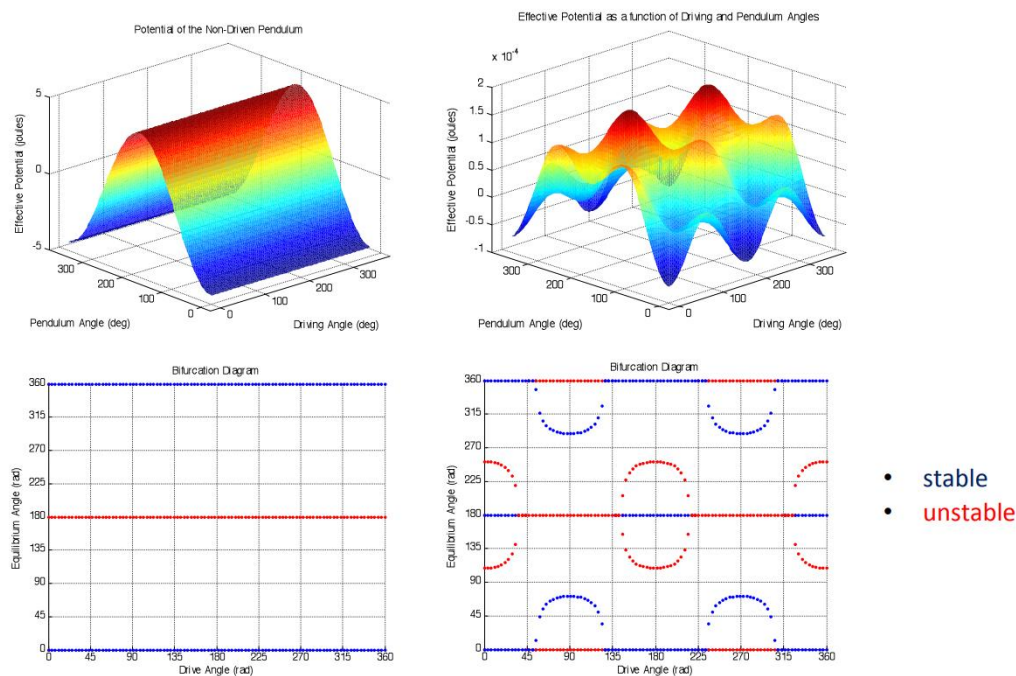 Potential of the Non-Driven Pendulum
5
0
-5
Effective Potential (joules)
300
200
100
0
Pendulum Angle (deg)
0
100
200
300
Driving Angle (deg)
Effective Potential as a function of Driving and Pendulum Angles
x 10⁻⁴
2
1.5
1
0.5
0
-0.5
-1
Effective Potential (joules)
300
200
100
0
Pendulum Angle (deg)
0
100
200
300
Driving Angle (deg)
Bifurcation Diagram
360
315
270
225
180
135
90
45
0
Equilibrium Angle (rad)
0 45 90 135 180 225 270 315 360
Drive Angle (rad)
Bifurcation Diagram
360
315
270
225
180
135
90
45
0
Equilibrium Angle (rad)
0 45 90 135 180 225 270 315 360
Drive Angle (rad)
• stable
• unstable